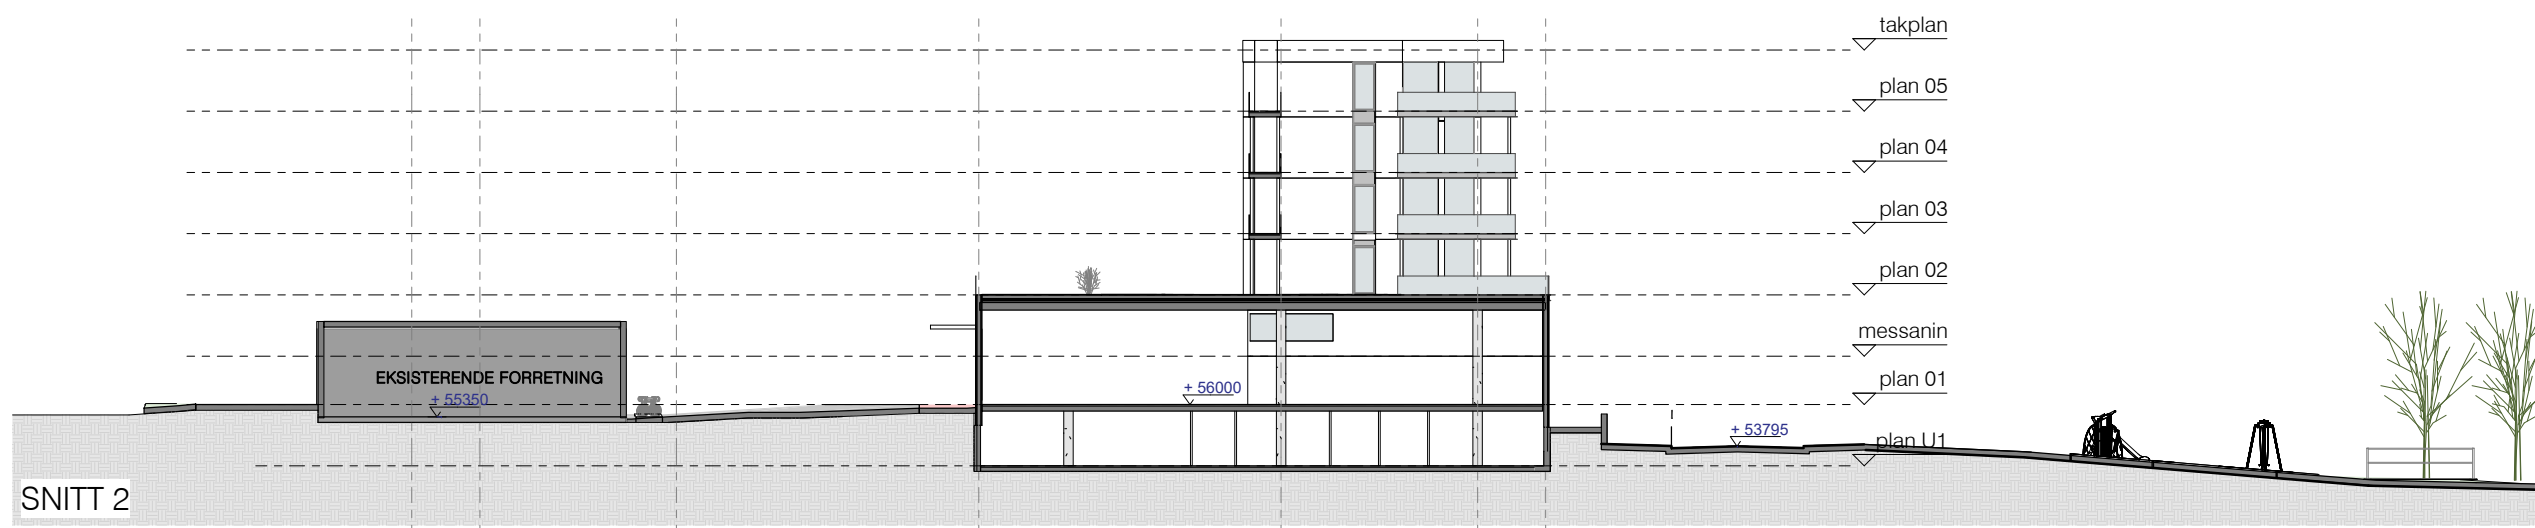 takplan
plan 05
plan 04
plan 03
plan 02
messanin
EKSISTERENDE FORRETNING
plan 01
+ 56000
+ 55350
+ 53795
plan U1
SNITT 2